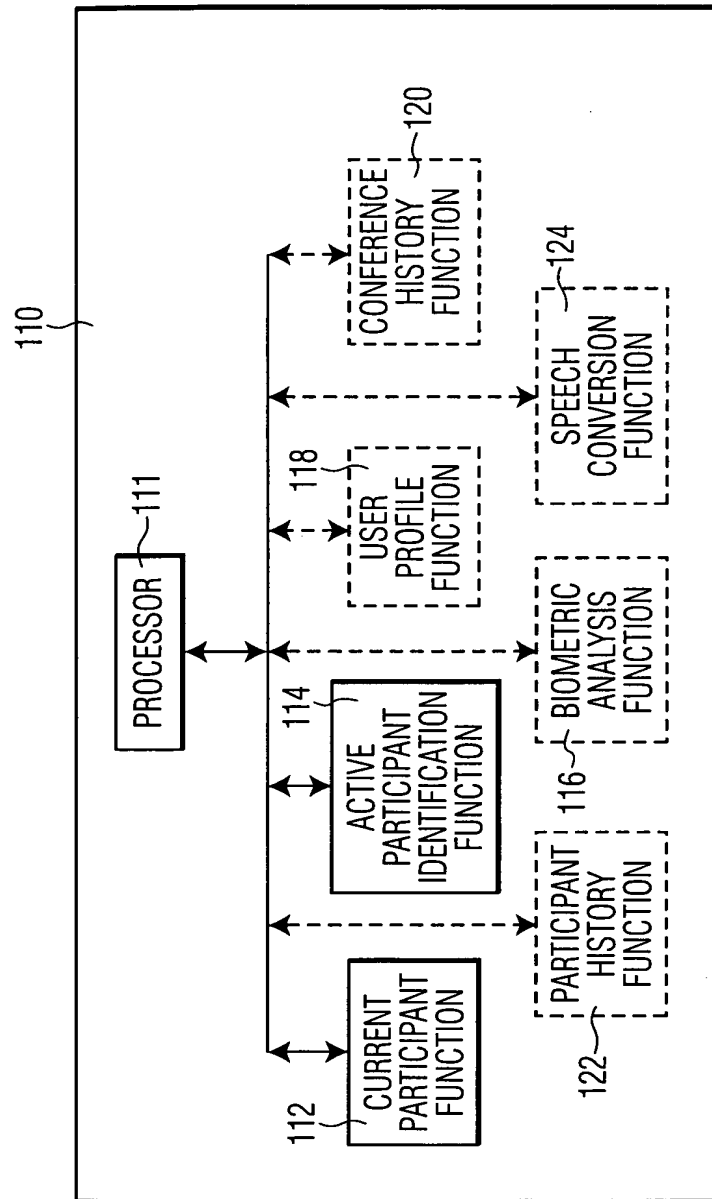 110
PROCESSOR
111
CURRENT
PARTICIPANT
FUNCTION
112
ACTIVE
PARTICIPANT
IDENTIFICATION
FUNCTION
114
USER
PROFILE
FUNCTION
118
CONFERENCE
HISTORY
FUNCTION
120
PARTICIPANT
HISTORY
FUNCTION
122
BIOMETRIC
ANALYSIS
FUNCTION
116
SPEECH
CONVERSION
FUNCTION
124